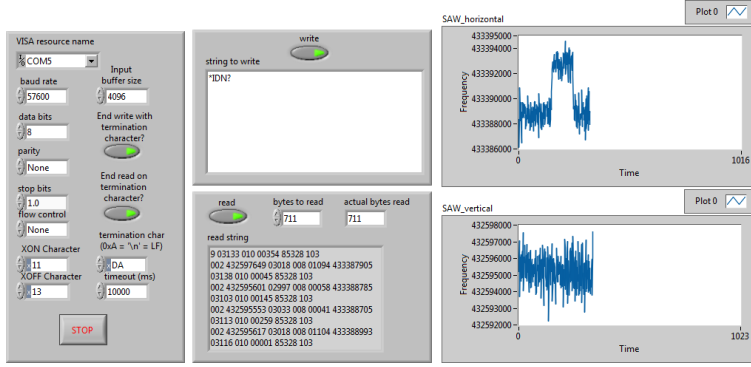 VISA resource name
COM5
baud rate
57600
Input
buffer size
4096
data bits
8
End write with
termination
character?
parity
None
stop bits
1.0
End read on
termination
character?
flow control
None
termination char
(0xA = '\n' = LF)
DA
XON Character
11
timeout (ms)
10000
XOFF Character
13
STOP
write
string to write
*IDN?
read
bytes to read
711
actual bytes read
711
read string
9 03133 010 00354 85328 103
002 432597649 03018 008 01094 433387905
03138 010 00045 85328 103
002 432595601 02997 008 00058 433388785
03103 010 00145 85328 103
002 432595553 03033 008 00041 433388705
03113 010 00259 85328 103
002 432595617 03018 008 01104 433388993
03116 010 00001 85328 103
SAW_horizontal
Plot 0
Frequency
433395000
433394000
433392000
433390000
433388000
433386000
0
1016
Time
SAW_vertical
Plot 0
Frequency
432598000
432597000
432596000
432595000
432594000
432593000
432592000
0
1023
Time